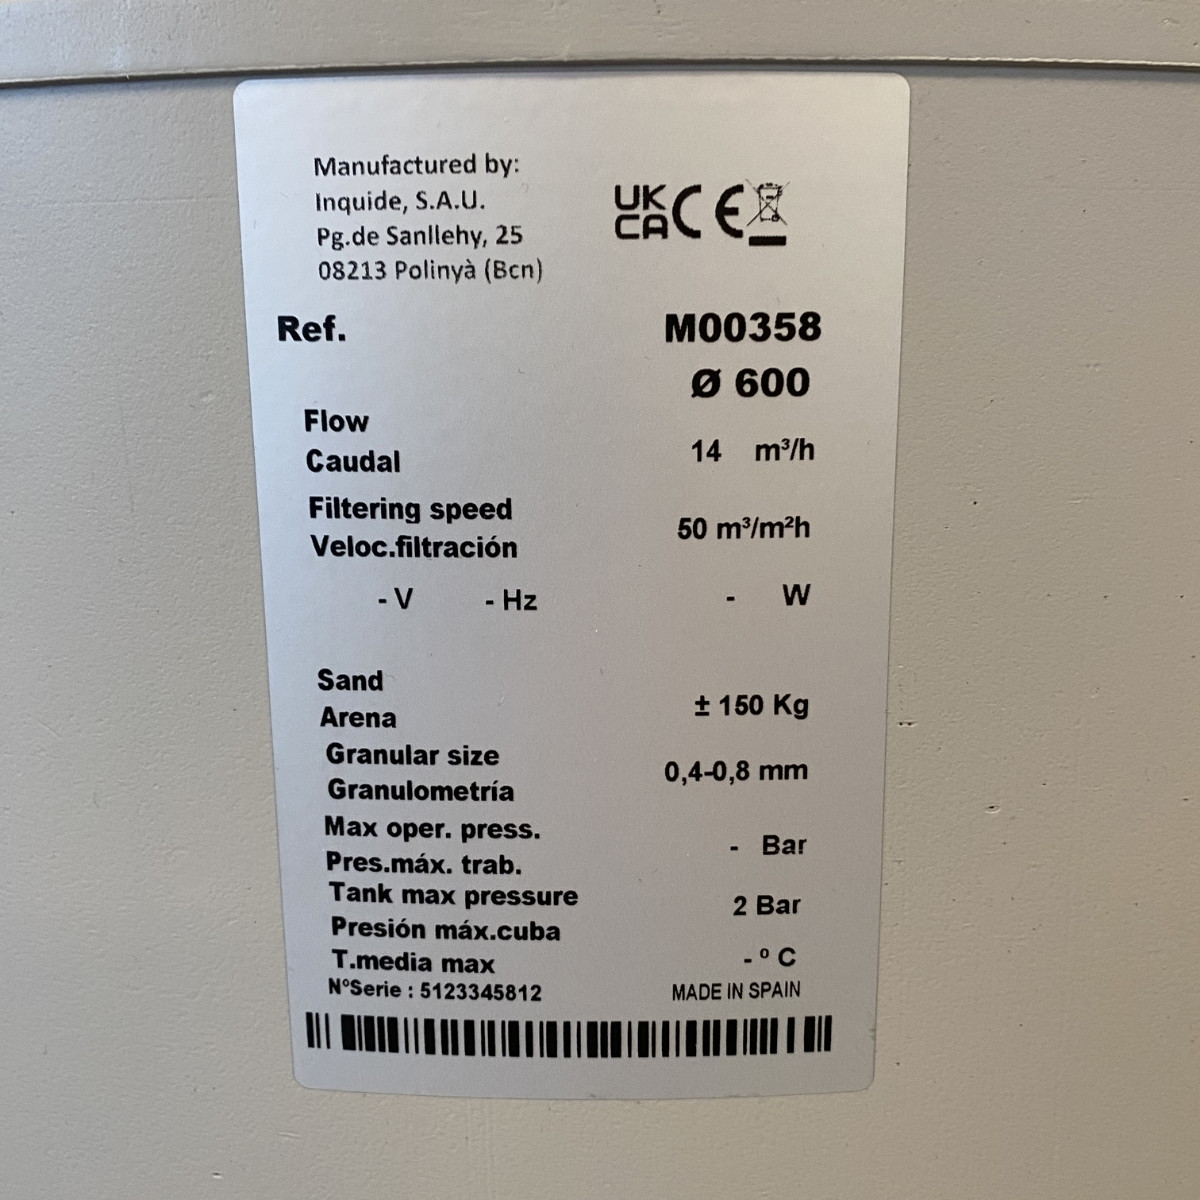 Manufactured by:
Inquide, S.A.U.
Pg.de Sanllehy, 25
08213 Polinyà (Bcn)
UK
CA CE
Ref. M00358
Ø 600
Flow
Caudal 14 m³/h
Filtering speed
Veloc.filtración 50 m³/m²h
- V - Hz - W
Sand
Arena ± 150 Kg
Granular size
Granulometría 0,4-0,8 mm
Max oper. press.
Pres.máx. trab. - Bar
Tank max pressure
Presión máx.cuba 2 Bar
T.media max - º C
NºSerie : 5123345812 MADE IN SPAIN